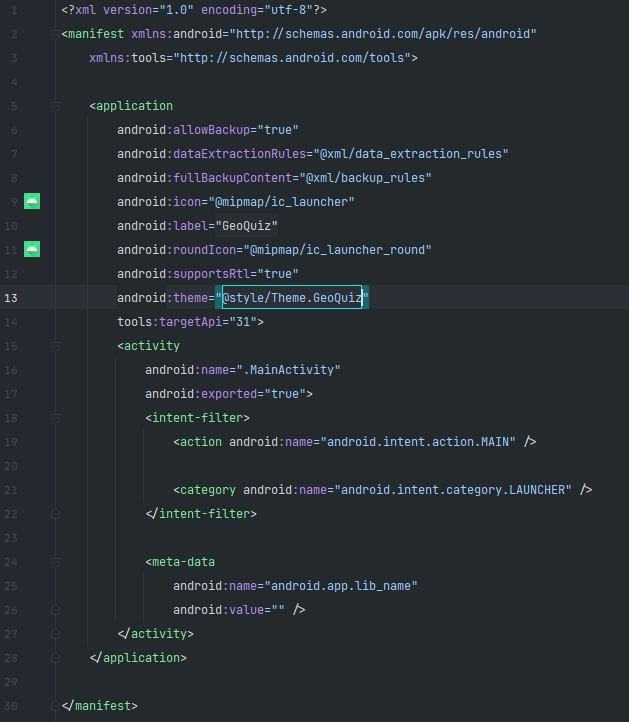 1 <?xml version="1.0" encoding="utf-8"?>
2 <manifest xmlns:android="http://schemas.android.com/apk/res/android"
3 xmlns:tools="http://schemas.android.com/tools">
4
5 <application
6 android:allowBackup="true"
7 android:dataExtractionRules="@xml/data_extraction_rules"
8 android:fullBackupContent="@xml/backup_rules"
9 android:icon="@mipmap/ic_launcher"
10 android:label="GeoQuiz"
11 android:roundIcon="@mipmap/ic_launcher_round"
12 android:supportsRtl="true"
13 android:theme="@style/Theme.GeoQuiz"
14 tools:targetApi="31">
15 <activity
16 android:name=".MainActivity"
17 android:exported="true">
18 <intent-filter>
19 <action android:name="android.intent.action.MAIN" />
20
21 <category android:name="android.intent.category.LAUNCHER" />
22 </intent-filter>
23
24 <meta-data
25 android:name="android.app.lib_name"
26 android:value="" />
27 </activity>
28 </application>
29
30 </manifest>